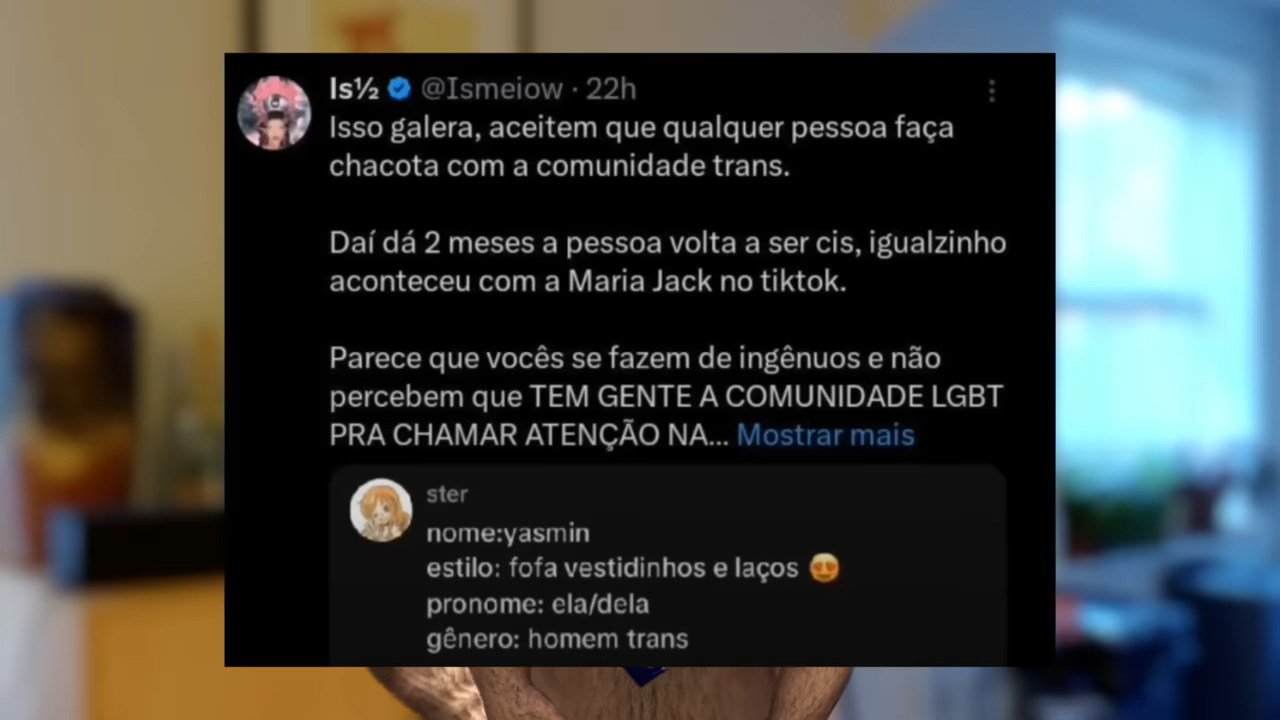 Is½ @Ismeiow · 22h
Isso galera, aceitem que qualquer pessoa faça
chacota com a comunidade trans.
Daí dá 2 meses a pessoa volta a ser cis, igualzinho
aconteceu com a Maria Jack no tiktok.
Parece que vocês se fazem de ingênuos e não
percebem que TEM GENTE A COMUNIDADE LGBT
PRA CHAMAR ATENÇÃO NA... Mostrar mais
ster
nome:yasmin
estilo: fofa vestidinhos e laços 😍
pronome: ela/dela
gênero: homem trans